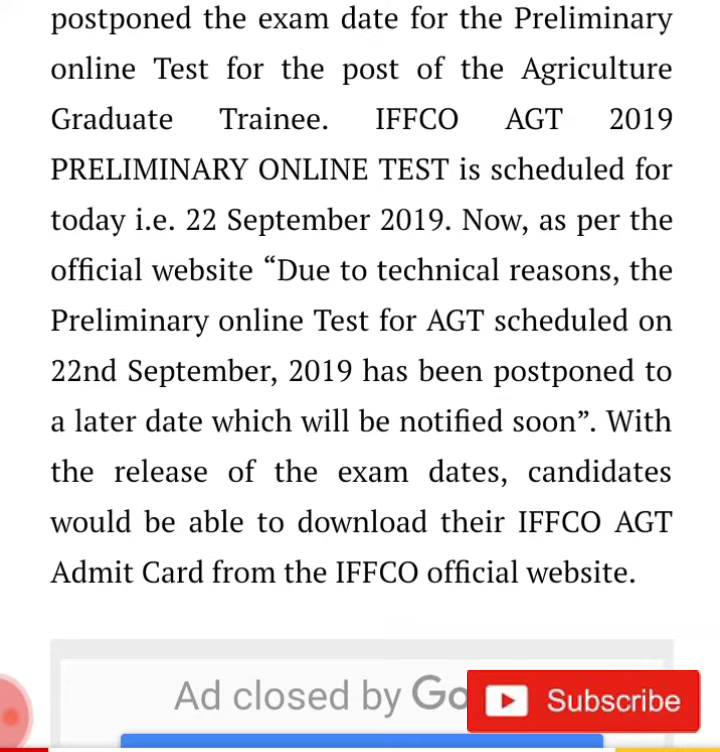 postponed the exam date for the Preliminary
online Test for the post of the Agriculture
Graduate Trainee. IFFCO AGT 2019
PRELIMINARY ONLINE TEST is scheduled for
today i.e. 22 September 2019. Now, as per the
official website “Due to technical reasons, the
Preliminary online Test for AGT scheduled on
22nd September, 2019 has been postponed to
a later date which will be notified soon”. With
the release of the exam dates, candidates
would be able to download their IFFCO AGT
Admit Card from the IFFCO official website.
Ad closed by Go
Subscribe